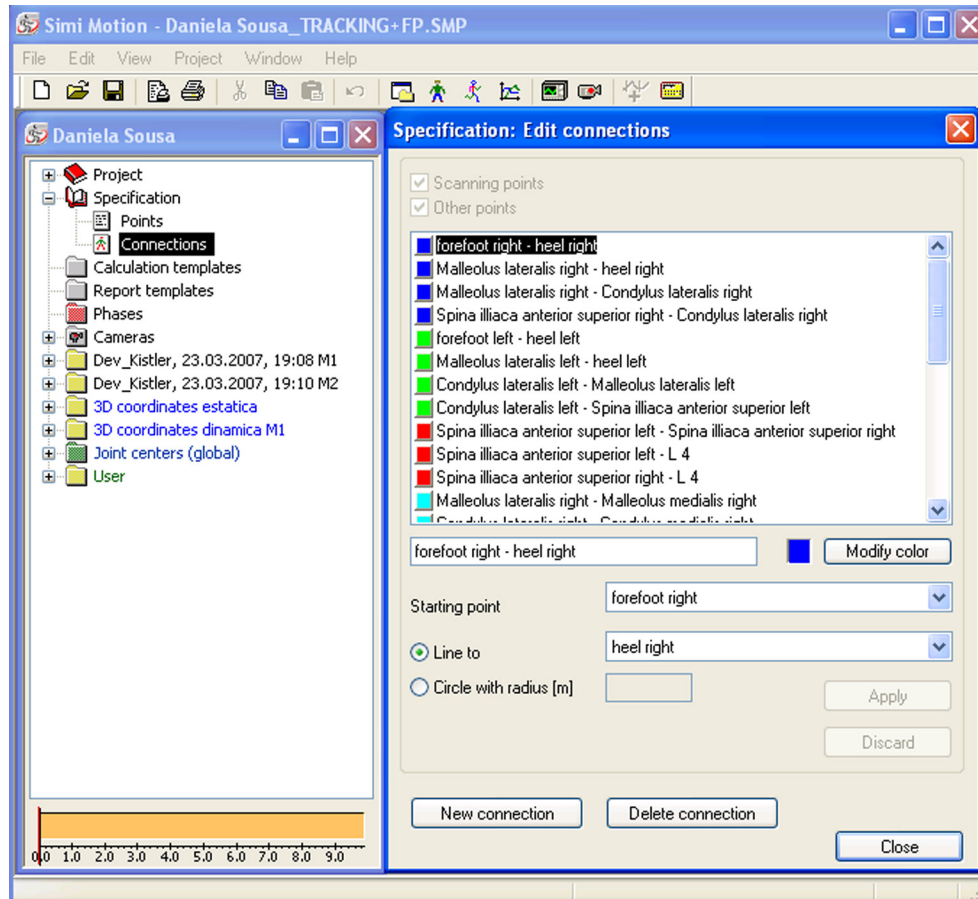 Simi Motion - Daniela Sousa_TRACKING+FP.SMP
File Edit View Project Window Help
Daniela Sousa
Project
Specification
Points
Connections
Calculation templates
Report templates
Phases
Cameras
Dev_Kistler, 23.03.2007, 19:08 M1
Dev_Kistler, 23.03.2007, 19:10 M2
3D coordinates estatica
3D coordinates dinamica M1
Joint centers (global)
User
0.0 1.0 2.0 3.0 4.0 5.0 6.0 7.0 8.0 9.0
Specification: Edit connections
Scanning points
Other points
forefoot right - heel right
Malleolus lateralis right - heel right
Malleolus lateralis right - Condylus lateralis right
Spina illiaca anterior superior right - Condylus lateralis right
forefoot left - heel left
Malleolus lateralis left - heel left
Condylus lateralis left - Malleolus lateralis left
Condylus lateralis left - Spina illiaca anterior superior left
Spina illiaca anterior superior left - Spina illiaca anterior superior right
Spina illiaca anterior superior left - L 4
Spina illiaca anterior superior right - L 4
Malleolus lateralis right - Malleolus medialis right
Condylus lateralis right - Condylus medialis right
forefoot right - heel right
Modify color
Starting point
forefoot right
Line to
heel right
Circle with radius [m]
Apply
Discard
New connection
Delete connection
Close